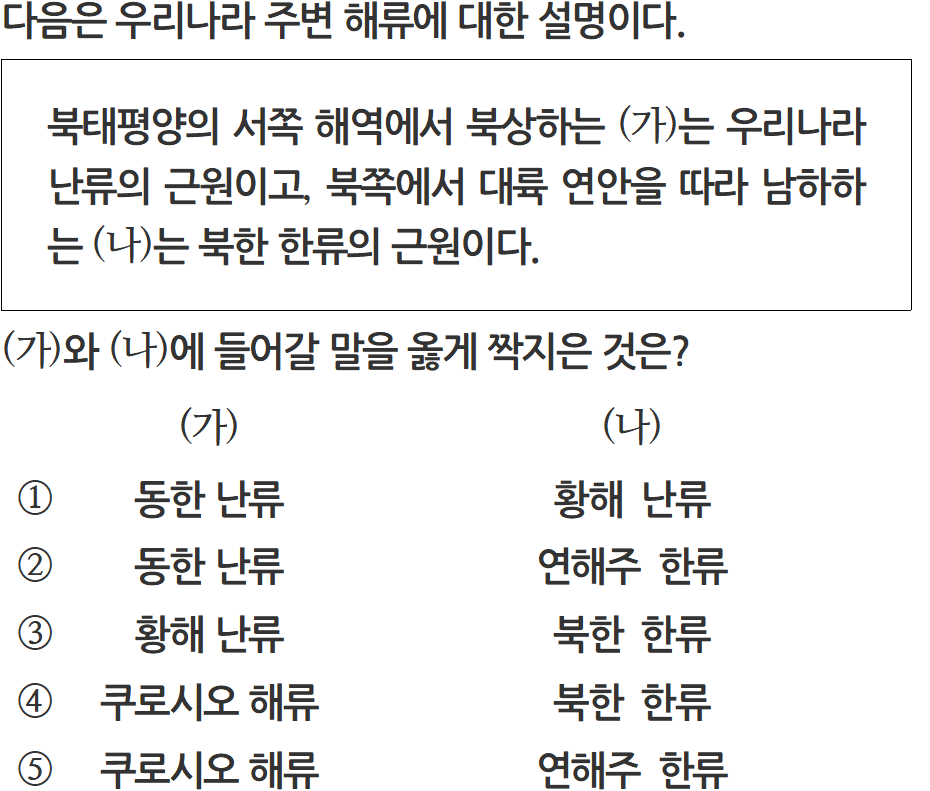 다음은 우리나라 주변 해류에 대한 설명이다.
북태평양의 서쪽 해역에서 북상하는 (가)는 우리나라
난류의 근원이고, 북쪽에서 대륙 연안을 따라 남하하
는 (나)는 북한 한류의 근원이다.
(가)와 (나)에 들어갈 말을 옳게 짝지은 것은?
(가) (나)
① 동한 난류 황해 난류
② 동한 난류 연해주 한류
③ 황해 난류 북한 한류
④ 쿠로시오 해류 북한 한류
⑤ 쿠로시오 해류 연해주 한류